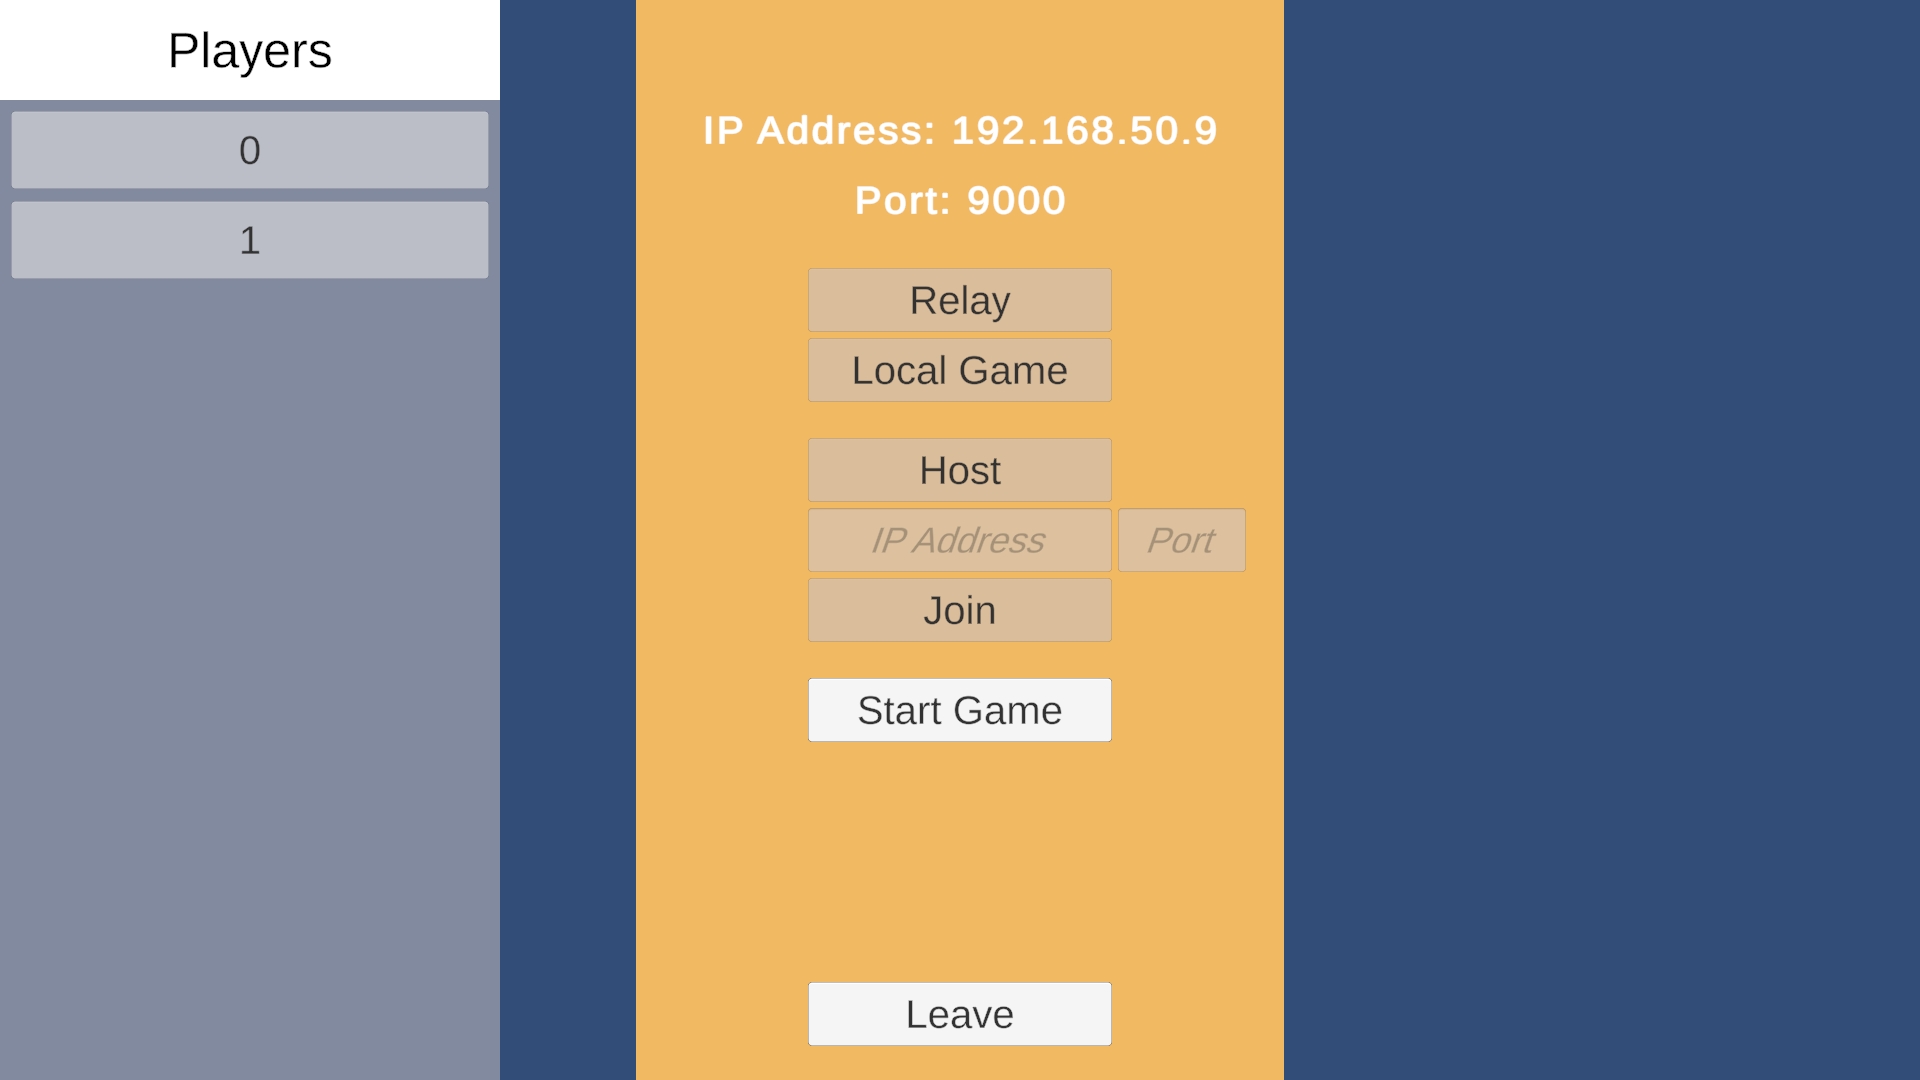 Players
0
1
IP Address: 192.168.50.9
Port: 9000
Relay
Local Game
Host
IP Address
Port
Join
Start Game
Leave